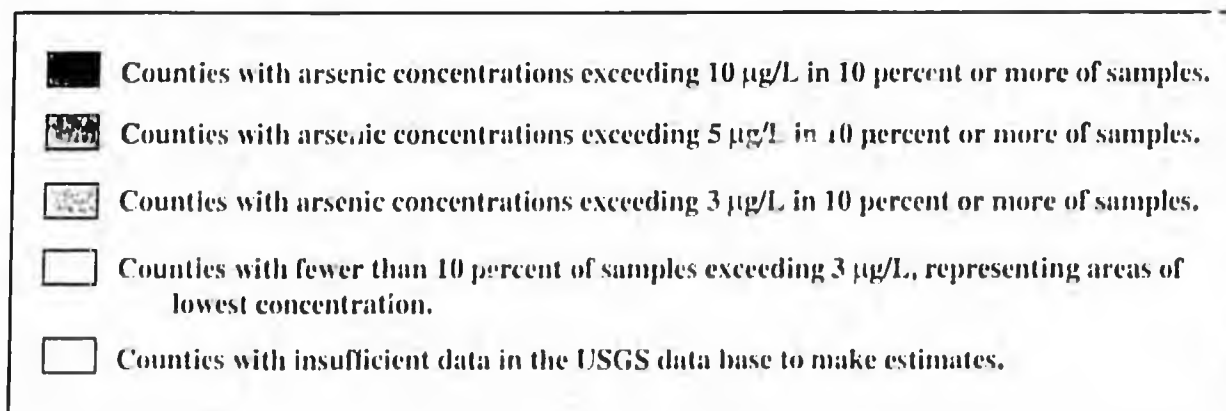 Counties with arsenic concentrations exceeding 10 µg/L in 10 percent or more of samples.
Counties with arsenic concentrations exceeding 5 µg/L in 10 percent or more of samples.
Counties with arsenic concentrations exceeding 3 µg/L in 10 percent or more of samples.
Counties with fewer than 10 percent of samples exceeding 3 µg/L, representing areas of
lowest concentration.
Counties with insufficient data in the USGS data base to make estimates.